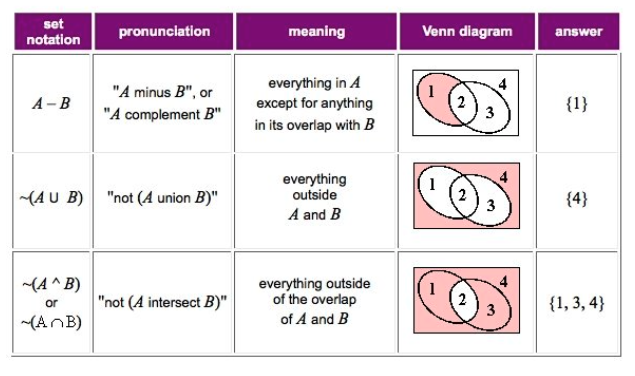 set notation
pronunciation
meaning
Venn diagram
answer
A – B
"A minus B", or
"A complement B"
everything in A
except for anything
in its overlap with B
1
2
3
4
{1}
~(A U B)
"not (A union B)"
everything
outside
A and B
1
2
3
4
{4}
~(A ^ B)
or
~(A∩B)
"not (A intersect B)"
everything outside
of the overlap
of A and B
1
2
3
4
{1, 3, 4}